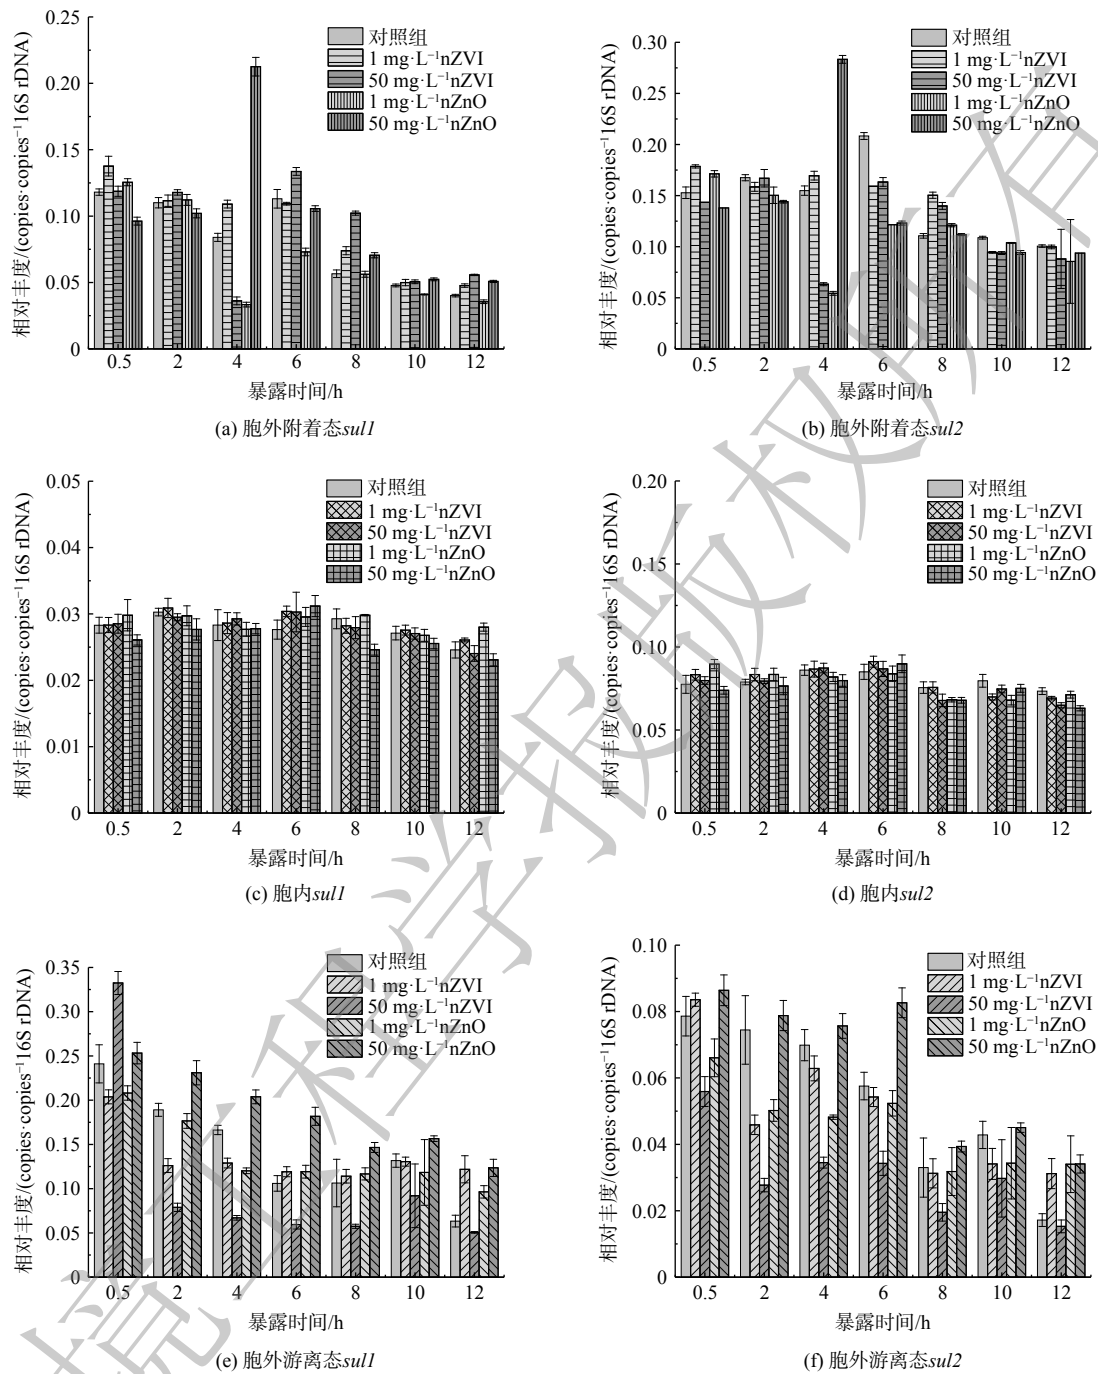 0.25
0.20
0.15
0.10
0.05
0
相对丰度/(copies·copies⁻¹16S rDNA)
对照组
1 mg·L⁻¹nZVI
50 mg·L⁻¹nZVI
1 mg·L⁻¹nZnO
50 mg·L⁻¹nZnO
0.5 2 4 6 8 10 12
暴露时间/h
(a) 胞外附着态sul1
0.30
0.25
0.20
0.15
0.10
0.05
0
相对丰度/(copies·copies⁻¹16S rDNA)
对照组
1 mg·L⁻¹nZVI
50 mg·L⁻¹nZVI
1 mg·L⁻¹nZnO
50 mg·L⁻¹nZnO
0.5 2 4 6 8 10 12
暴露时间/h
(b) 胞外附着态sul2
0.05
0.04
0.03
0.02
0.01
0
相对丰度/(copies·copies⁻¹16S rDNA)
对照组
1 mg·L⁻¹nZVI
50 mg·L⁻¹nZVI
1 mg·L⁻¹nZnO
50 mg·L⁻¹nZnO
0.5 2 4 6 8 10 12
暴露时间/h
(c) 胞内sul1
0.20
0.15
0.10
0.05
0
相对丰度/(copies·copies⁻¹16S rDNA)
对照组
1 mg·L⁻¹nZVI
50 mg·L⁻¹nZVI
1 mg·L⁻¹nZnO
50 mg·L⁻¹nZnO
0.5 2 4 6 8 10 12
暴露时间/h
(d) 胞内sul2
0.35
0.30
0.25
0.20
0.15
0.10
0.05
0
相对丰度/(copies·copies⁻¹16S rDNA)
对照组
1 mg·L⁻¹nZVI
50 mg·L⁻¹nZVI
1 mg·L⁻¹nZnO
50 mg·L⁻¹nZnO
0.5 2 4 6 8 10 12
暴露时间/h
(e) 胞外游离态sul1
0.10
0.08
0.06
0.04
0.02
0
相对丰度/(copies·copies⁻¹16S rDNA)
对照组
1 mg·L⁻¹nZVI
50 mg·L⁻¹nZVI
1 mg·L⁻¹nZnO
50 mg·L⁻¹nZnO
0.5 2 4 6 8 10 12
暴露时间/h
(f) 胞外游离态sul2
境工程学报版权所有